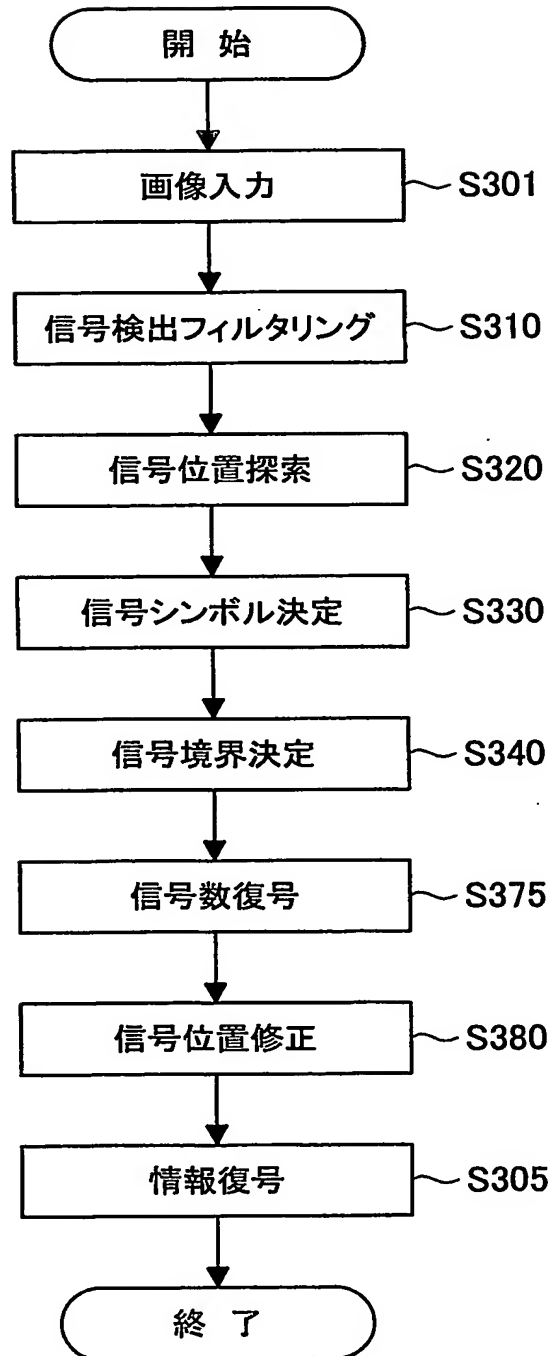 開始
画像入力 S301
信号検出フィルタリング S310
信号位置探索 S320
信号シンボル決定 S330
信号境界決定 S340
信号数復号 S375
信号位置修正 S380
情報復号 S305
終了